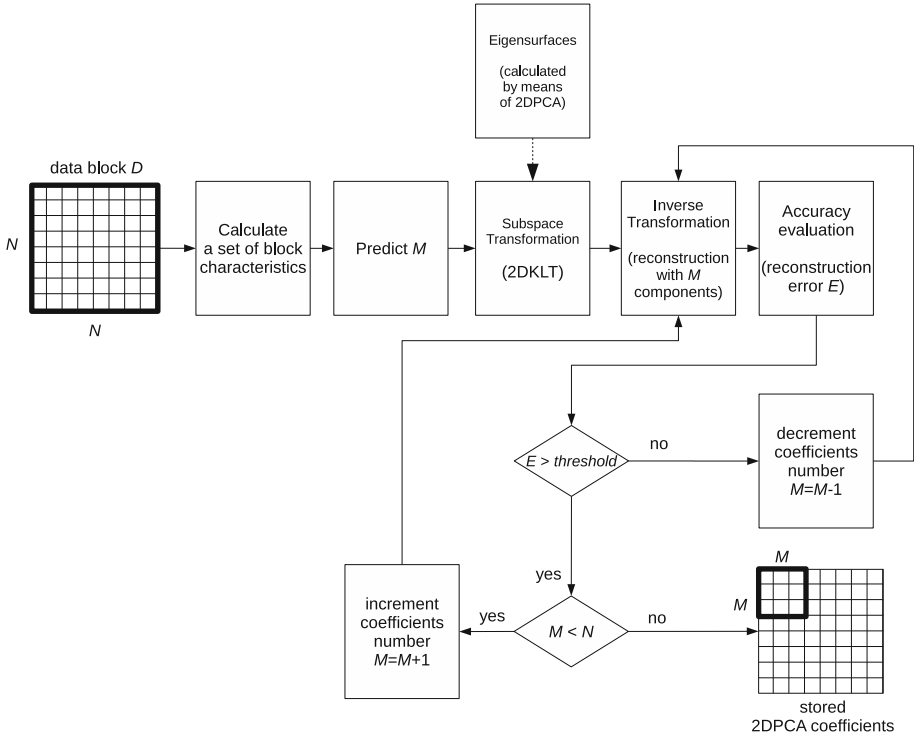 Eigensurfaces
(calculated
by means
of 2DPCA)
data block D
N
N
Calculate
a set of block
characteristics
Predict M
Subspace
Transformation
(2DKLT)
Inverse
Transformation
(reconstruction
with M
components)
Accuracy
evaluation
(reconstruction
error E)
E > threshold
no
decrement
coefficients
number
M=M-1
yes
M < N
yes
increment
coefficients
number
M=M+1
no
M
M
stored
2DPCA coefficients